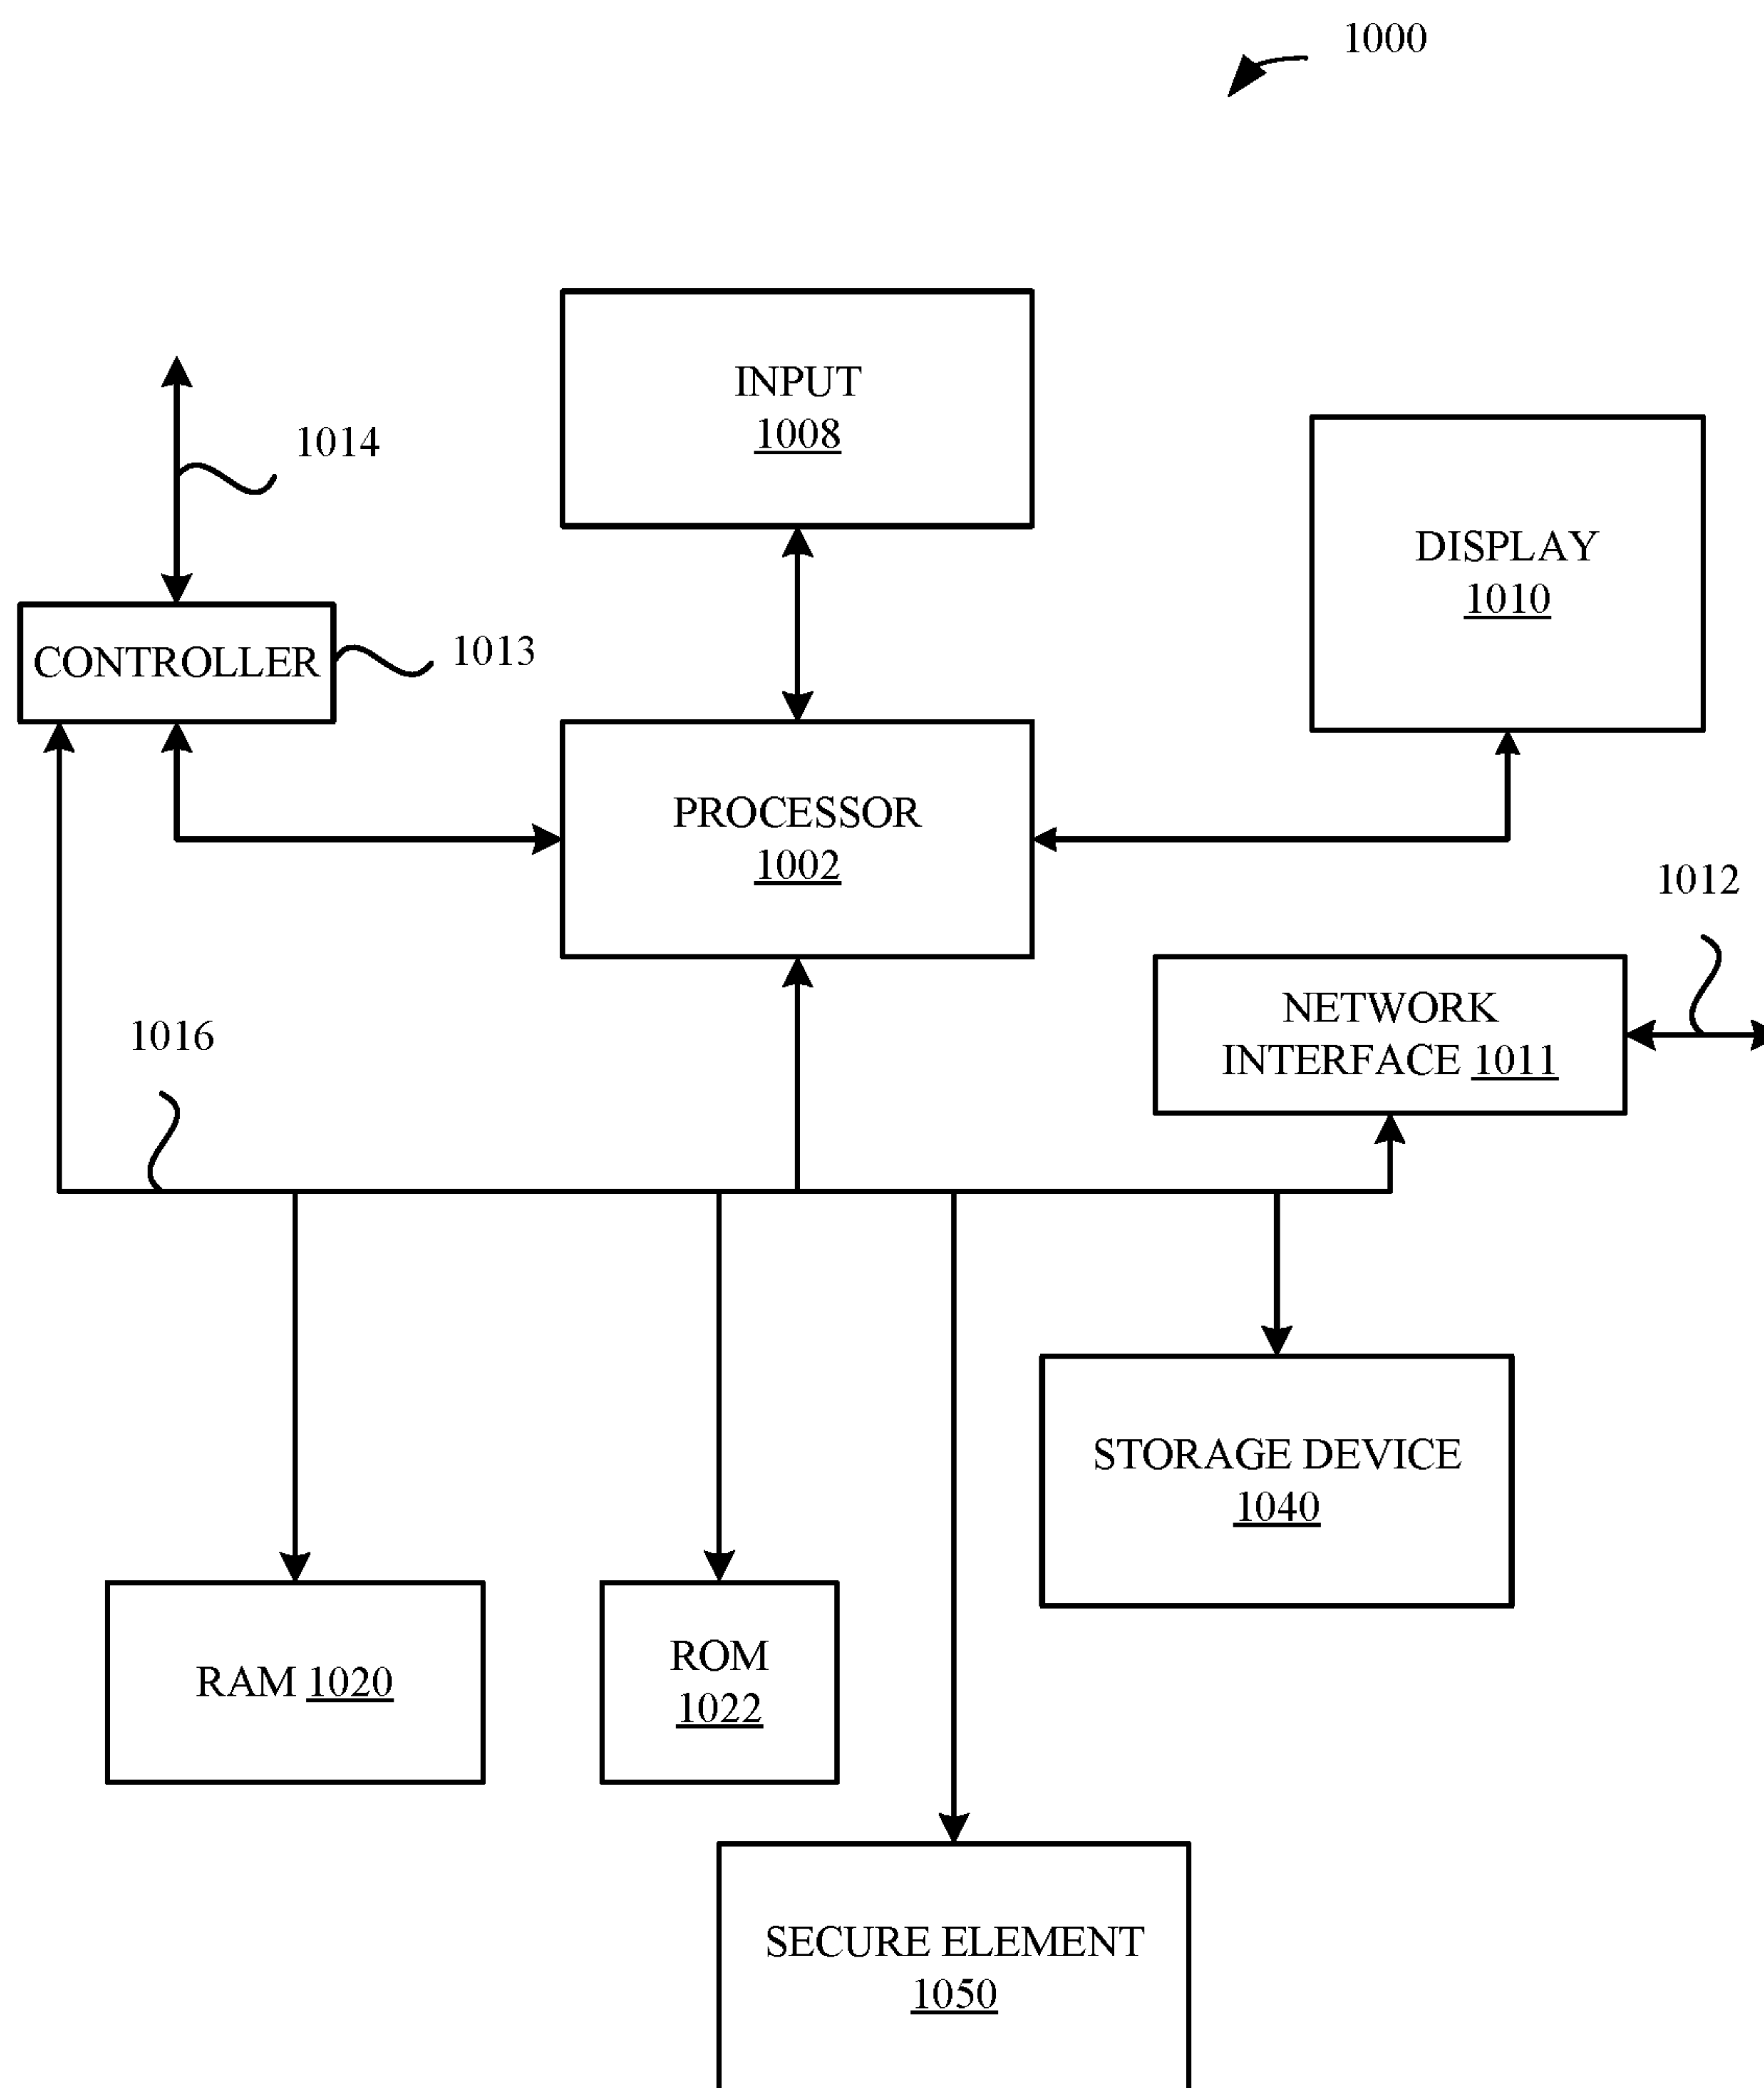 1000
INPUT
1008
1014
DISPLAY
1010
CONTROLLER
1013
PROCESSOR
1002
1012
NETWORK
INTERFACE 1011
1016
STORAGE DEVICE
1040
RAM 1020
ROM
1022
SECURE ELEMENT
1050